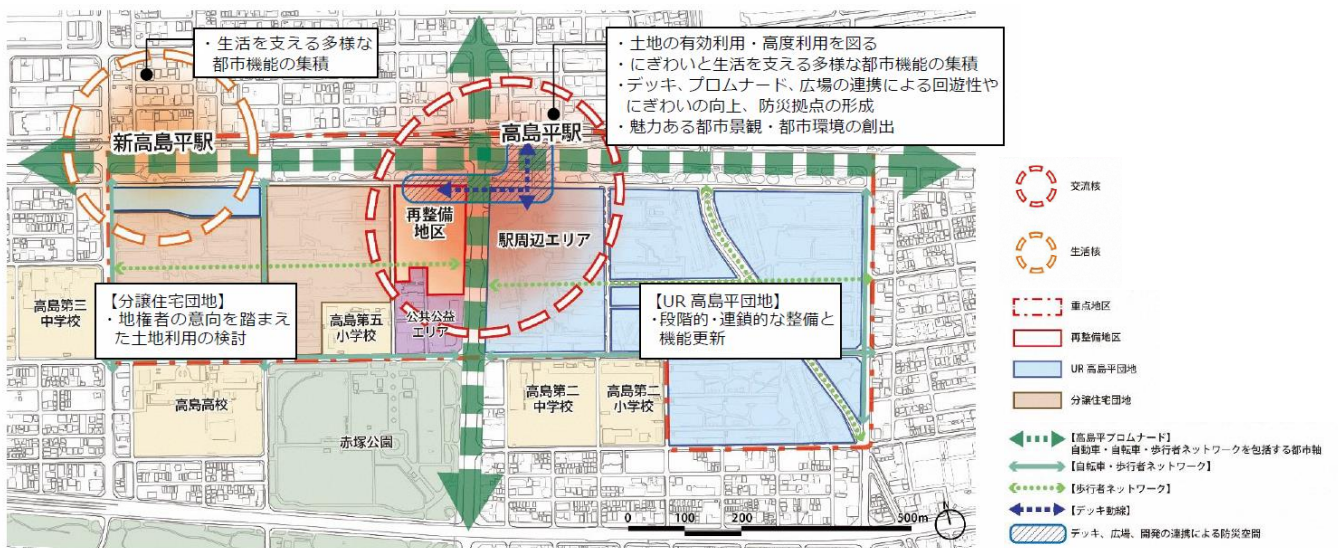 ・生活を支える多様な
都市機能の集積
・土地の有効利用・高度利用を図る
・にぎわいと生活を支える多様な都市機能の集積
・デッキ、プロムナード、広場の連携による回遊性や
にぎわいの向上、防災拠点の形成
・魅力ある都市景観・都市環境の創出
新高島平駅
高島平駅
再整備
地区
駅周辺エリア
高島第三
中学校
【分譲住宅団地】
・地権者の意向を踏まえ
た土地利用の検討
高島第五
小学校
公共公益
エリア
【UR 高島平団地】
・段階的・連鎖的な整備と
機能更新
高島高校
赤塚公園
高島第二
中学校
高島第二
小学校
0 100 200 500m
N
交流核
生活核
重点地区
再整備地区
UR 高島平団地
分譲住宅団地
【高島平プロムナード】
自動車・自転車・歩行者ネットワークを包括する都市軸
【自転車・歩行者ネットワーク】
【歩行者ネットワーク】
【デッキ動線】
デッキ、広場、開発の連携による防災空間